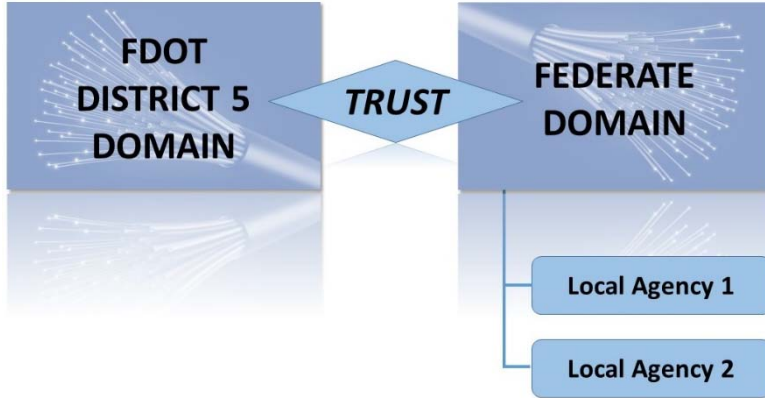 FDOT
DISTRICT 5
DOMAIN
TRUST
FEDERATE
DOMAIN
Local Agency 1
Local Agency 2